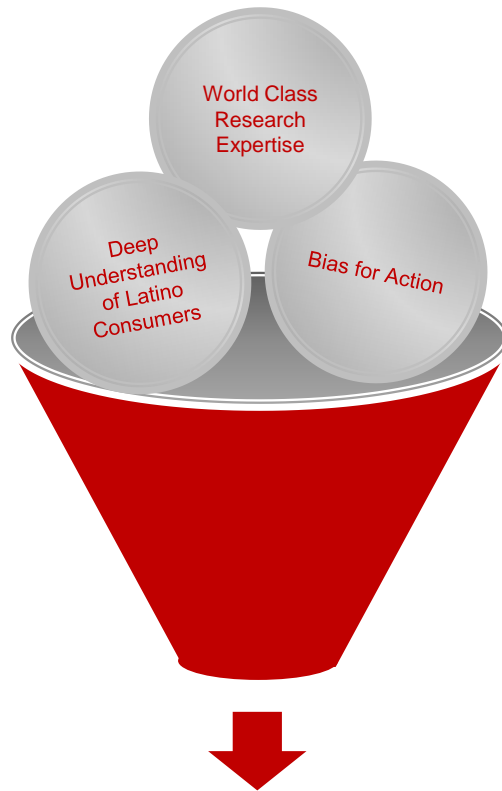 World Class
Research
Expertise
Deep
Understanding
of Latino
Consumers
Bias for Action